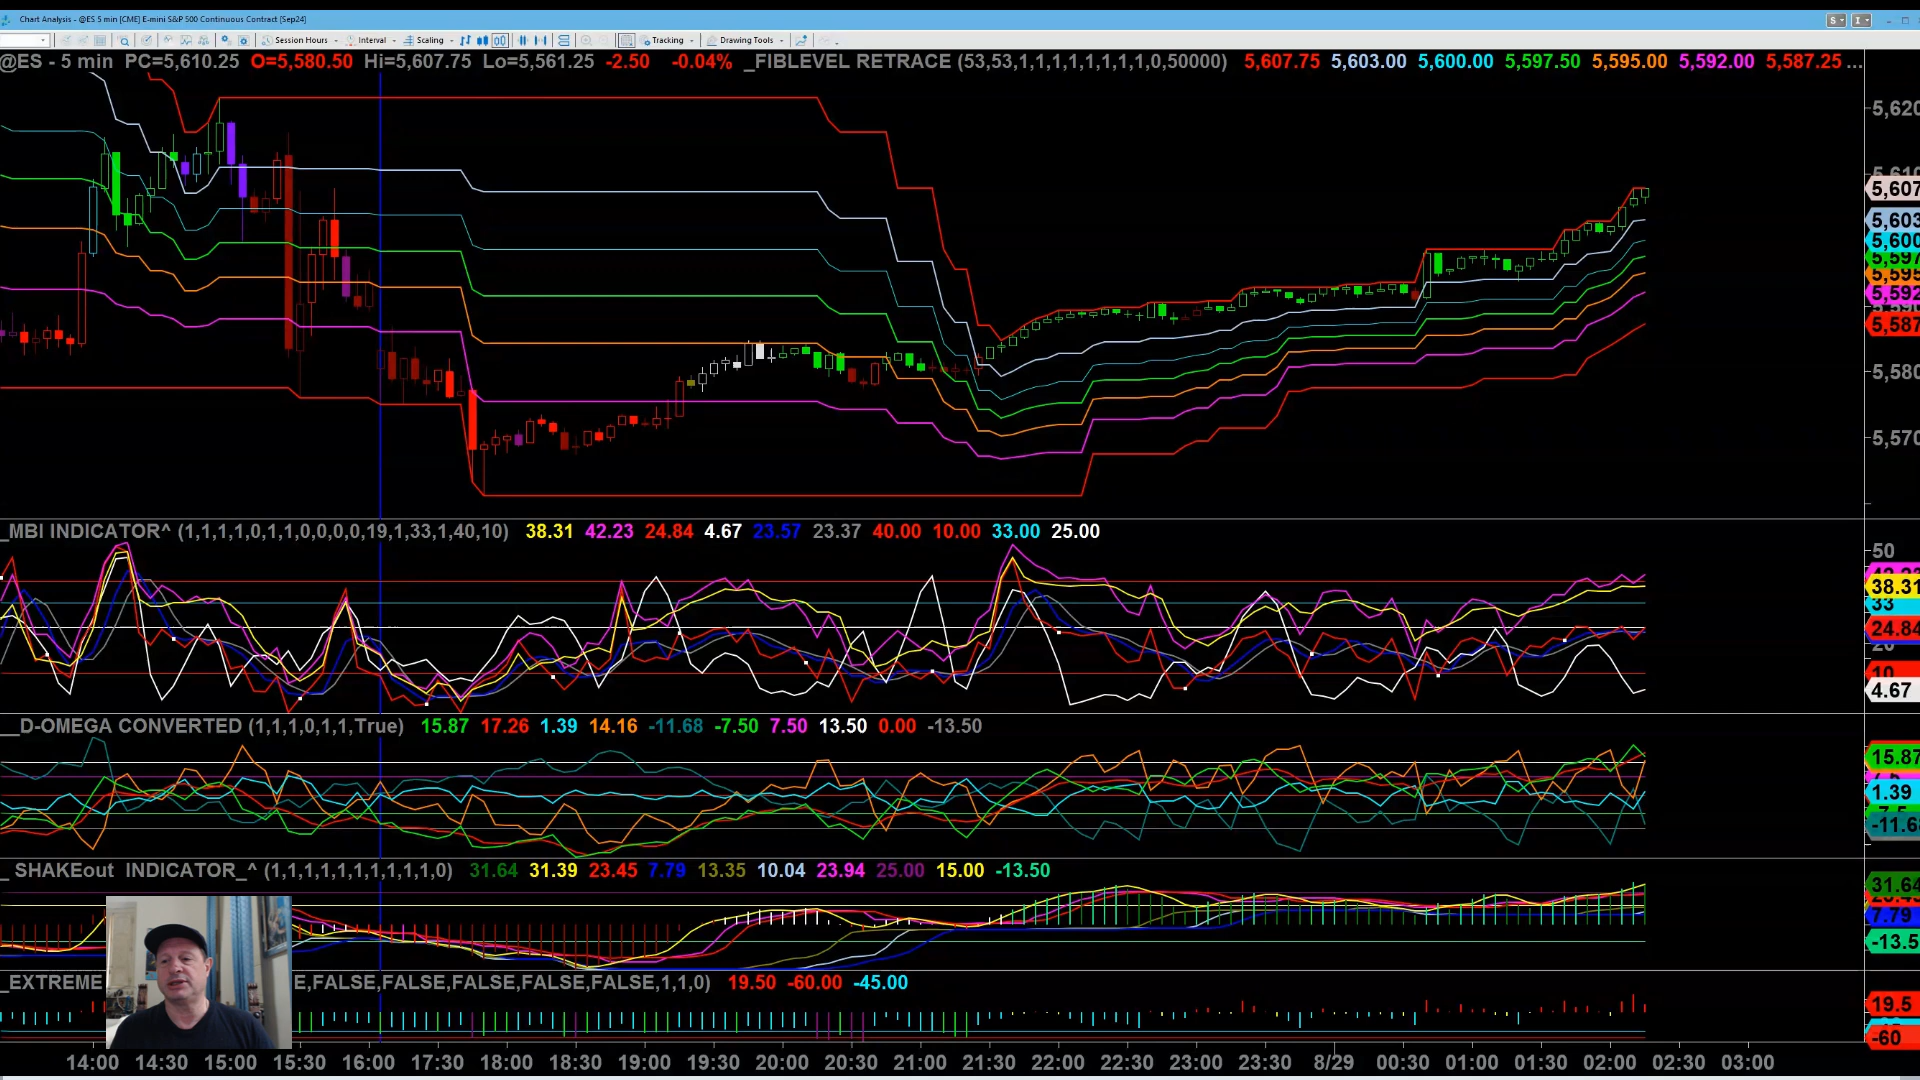 Chart Analysis - @ES 5 min [CME] E-mini S&P 500 Continuous Contract [Sep24]
S I
Session Hours Interval Scaling Tracking Drawing Tools
@ES - 5 min PC=5,610.25 O=5,580.50 Hi=5,607.75 Lo=5,561.25 -2.50 -0.04% _FIBLEVEL RETRACE (53,53,1,1,1,1,1,1,1,1,0,50000) 5,607.75 5,603.00 5,600.00 5,597.50 5,595.00 5,592.00 5,587.25 ...
5,620
5,607
5,603
5,600
5,597
5,595
5,592
5,587
5,580
5,570
_MBI INDICATOR^ (1,1,1,1,0,1,1,0,0,0,0,19,1,33,1,40,10) 38.31 42.23 24.84 4.67 23.57 23.37 40.00 10.00 33.00 25.00
50
38.31
33
24.84
20
10
4.67
__D-OMEGA CONVERTED (1,1,1,0,1,1,True) 15.87 17.26 1.39 14.16 -11.68 -7.50 7.50 13.50 0.00 -13.50
15.87
1.39
-11.68
_ SHAKEout INDICATOR_^ (1,1,1,1,1,1,1,1,1,1,0) 31.64 31.39 23.45 7.79 13.35 10.04 23.94 25.00 15.00 -13.50
31.64
7.79
-13.5
_EXTREME E,FALSE,FALSE,FALSE,FALSE,FALSE,1,1,0) 19.50 -60.00 -45.00
19.5
-60
14:00 14:30 15:00 15:30 16:00 17:30 18:00 18:30 19:00 19:30 20:00 20:30 21:00 21:30 22:00 22:30 23:00 23:30 8/29 00:30 01:00 01:30 02:00 02:30 03:00